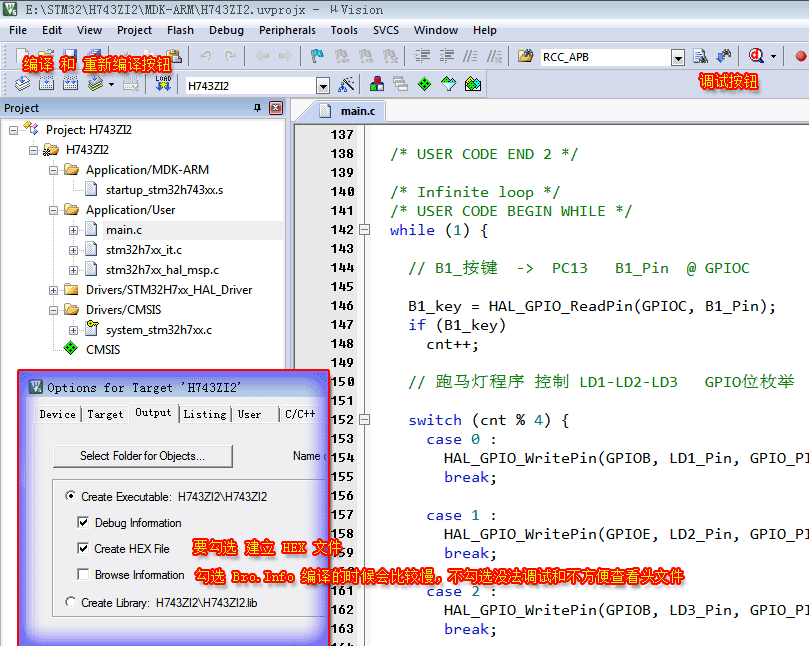 E:\STM32\H743ZI2\MDK-ARM\H743ZI2.uvprojx - µVision
File Edit View Project Flash Debug Peripherals Tools SVCS Window Help
编译 和 重新编译按钮
RCC_APB
LOAD
H743ZI2
调试按钮
Project
main.c
Project: H743ZI2
H743ZI2
Application/MDK-ARM
startup_stm32h743xx.s
Application/User
main.c
stm32h7xx_it.c
stm32h7xx_hal_msp.c
Drivers/STM32H7xx_HAL_Driver
Drivers/CMSIS
system_stm32h7xx.c
CMSIS
137
138 /* USER CODE END 2 */
139
140 /* Infinite loop */
141 /* USER CODE BEGIN WHILE */
142 while (1) {
143
144 // B1_按键 -> PC13 B1_Pin @ GPIOC
145
146 B1_key = HAL_GPIO_ReadPin(GPIOC, B1_Pin);
147 if (B1_key)
148 cnt++;
149
150 // 跑马灯程序 控制 LD1-LD2-LD3 GPIO位枚举
151
152 switch (cnt % 4) {
153 case 0 :
154 HAL_GPIO_WritePin(GPIOB, LD1_Pin, GPIO_PI
155 break;
156
157 case 1 :
158 HAL_GPIO_WritePin(GPIOE, LD2_Pin, GPIO_PI
159 break;
160
161 case 2 :
162 HAL_GPIO_WritePin(GPIOB, LD3_Pin, GPIO_PI
163 break;
Options for Target 'H743ZI2'
Device Target Output Listing User C/C++
Select Folder for Objects... Name
Create Executable: H743ZI2\H743ZI2
Debug Information
Create HEX File 要勾选 建立 HEX 文件
Browse Information 勾选 Bro.Info 编译的时候会比较慢，不勾选没法调试和不方便查看头文件
Create Library: H743ZI2\H743ZI2.lib